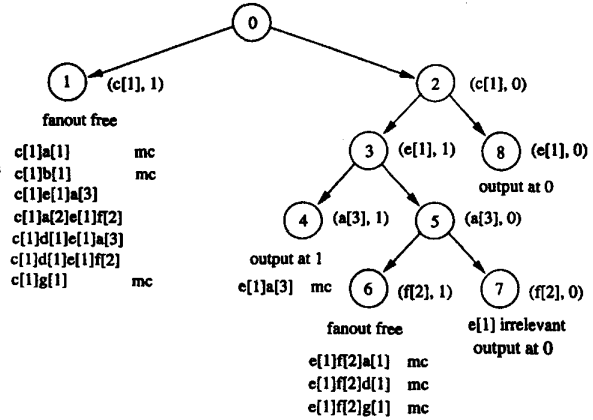 0
1 (c[1], 1)
2 (c[1], 0)
fanout free
c[1]a[1] mc
c[1]b[1] mc
c[1]e[1]a[3]
c[1]a[2]e[1]f[2]
c[1]d[1]e[1]a[3]
c[1]d[1]e[1]f[2]
c[1]g[1] mc
3 (e[1], 1)
8 (e[1], 0)
output at 0
4 (a[3], 1)
5 (a[3], 0)
output at 1
e[1]a[3] mc
6 (f[2], 1)
7 (f[2], 0)
fanout free
e[1] irrelevant
output at 0
e[1]f[2]a[1] mc
e[1]f[2]d[1] mc
e[1]f[2]g[1] mc